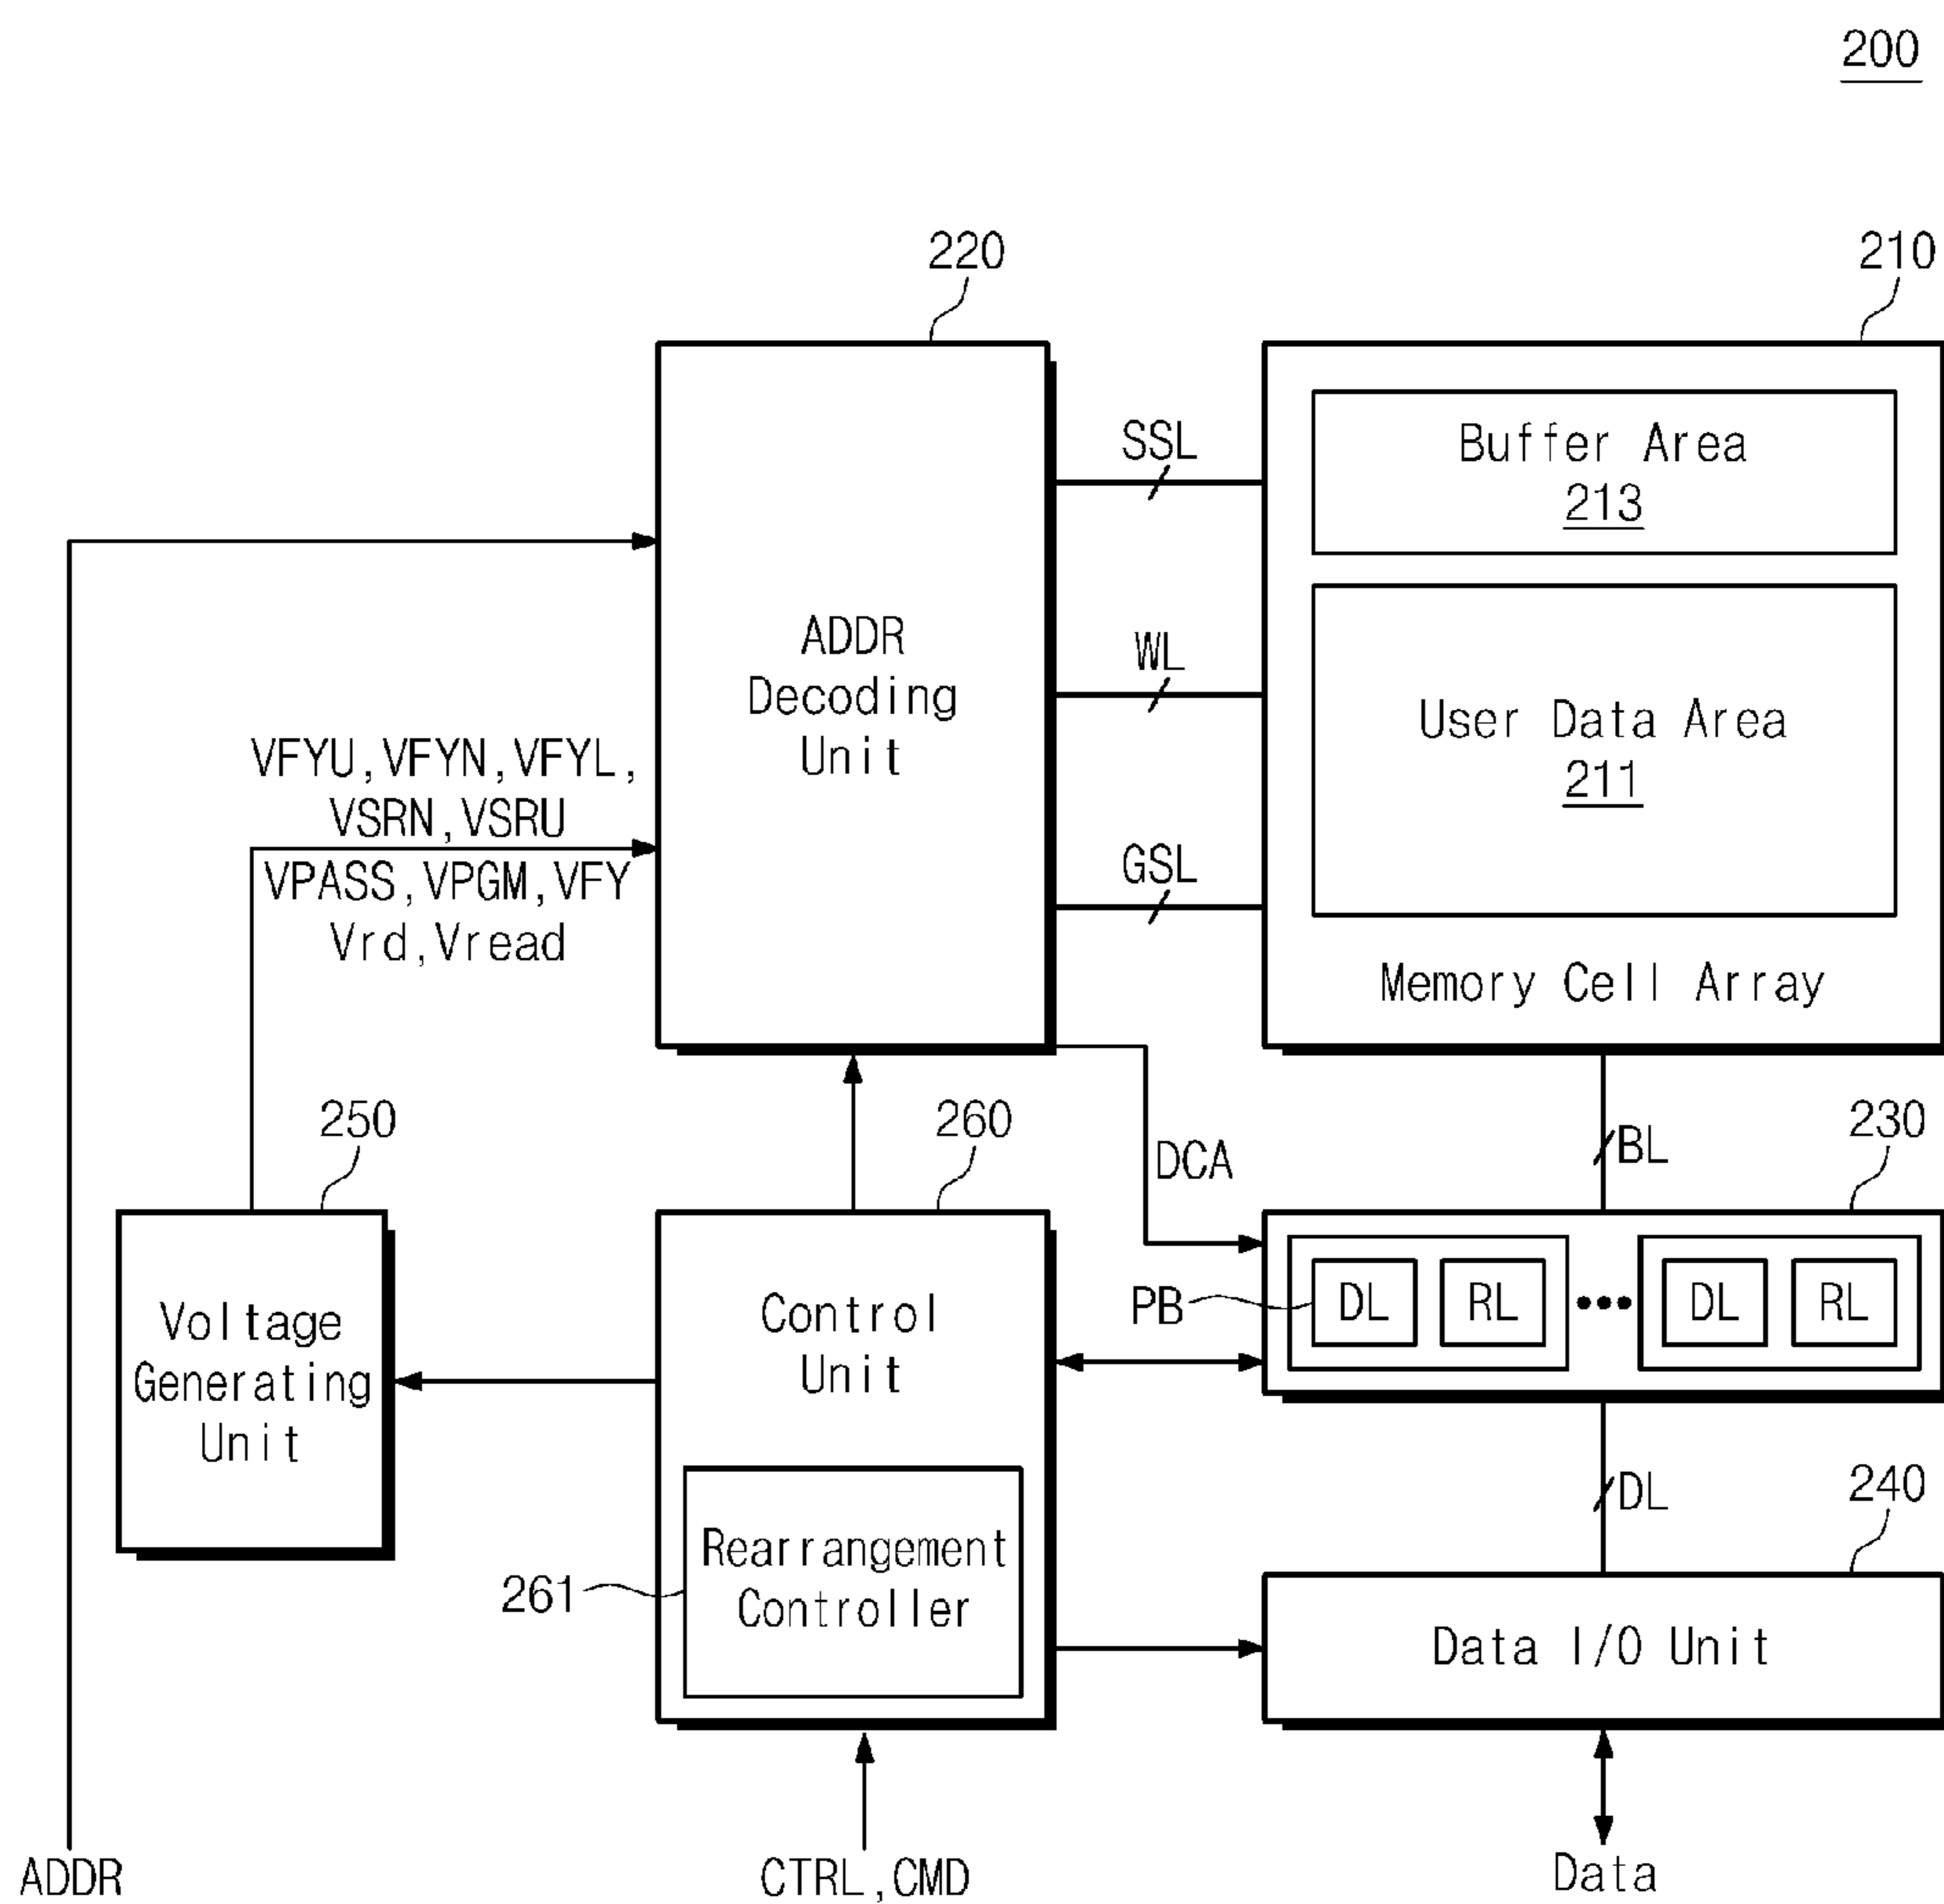 200
220
210
SSL
Buffer Area
213
ADDR
Decoding
Unit
WL
User Data Area
211
VFYU,VFYN,VFYL,
VSRN,VSRU
VPASS,VPGM,VFY
Vrd,Vread
GSL
Memory Cell Array
250
260
DCA
BL
230
Voltage
Generating
Unit
Control
Unit
PB
DL
RL
DL
RL
261
Rearrangement
Controller
DL
240
Data I/O Unit
ADDR
CTRL,CMD
Data